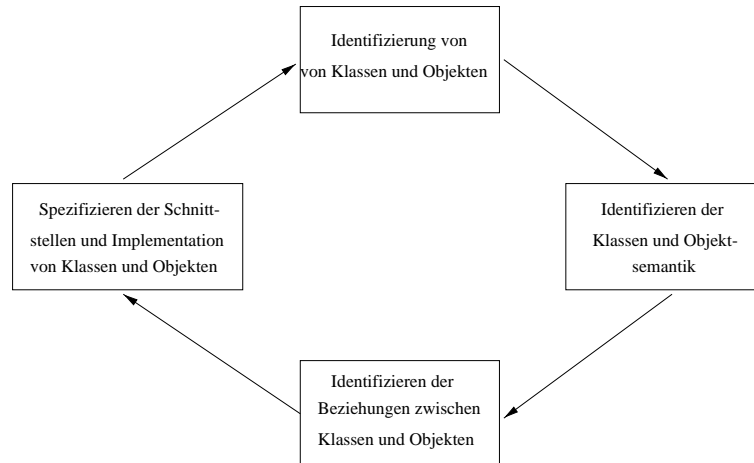 Identifizierung von
von Klassen und Objekten
Spezifizieren der Schnitt-
stellen und Implementation
von Klassen und Objekten
Identifizieren der
Klassen und Objekt-
semantik
Identifizieren der
Beziehungen zwischen
Klassen und Objekten